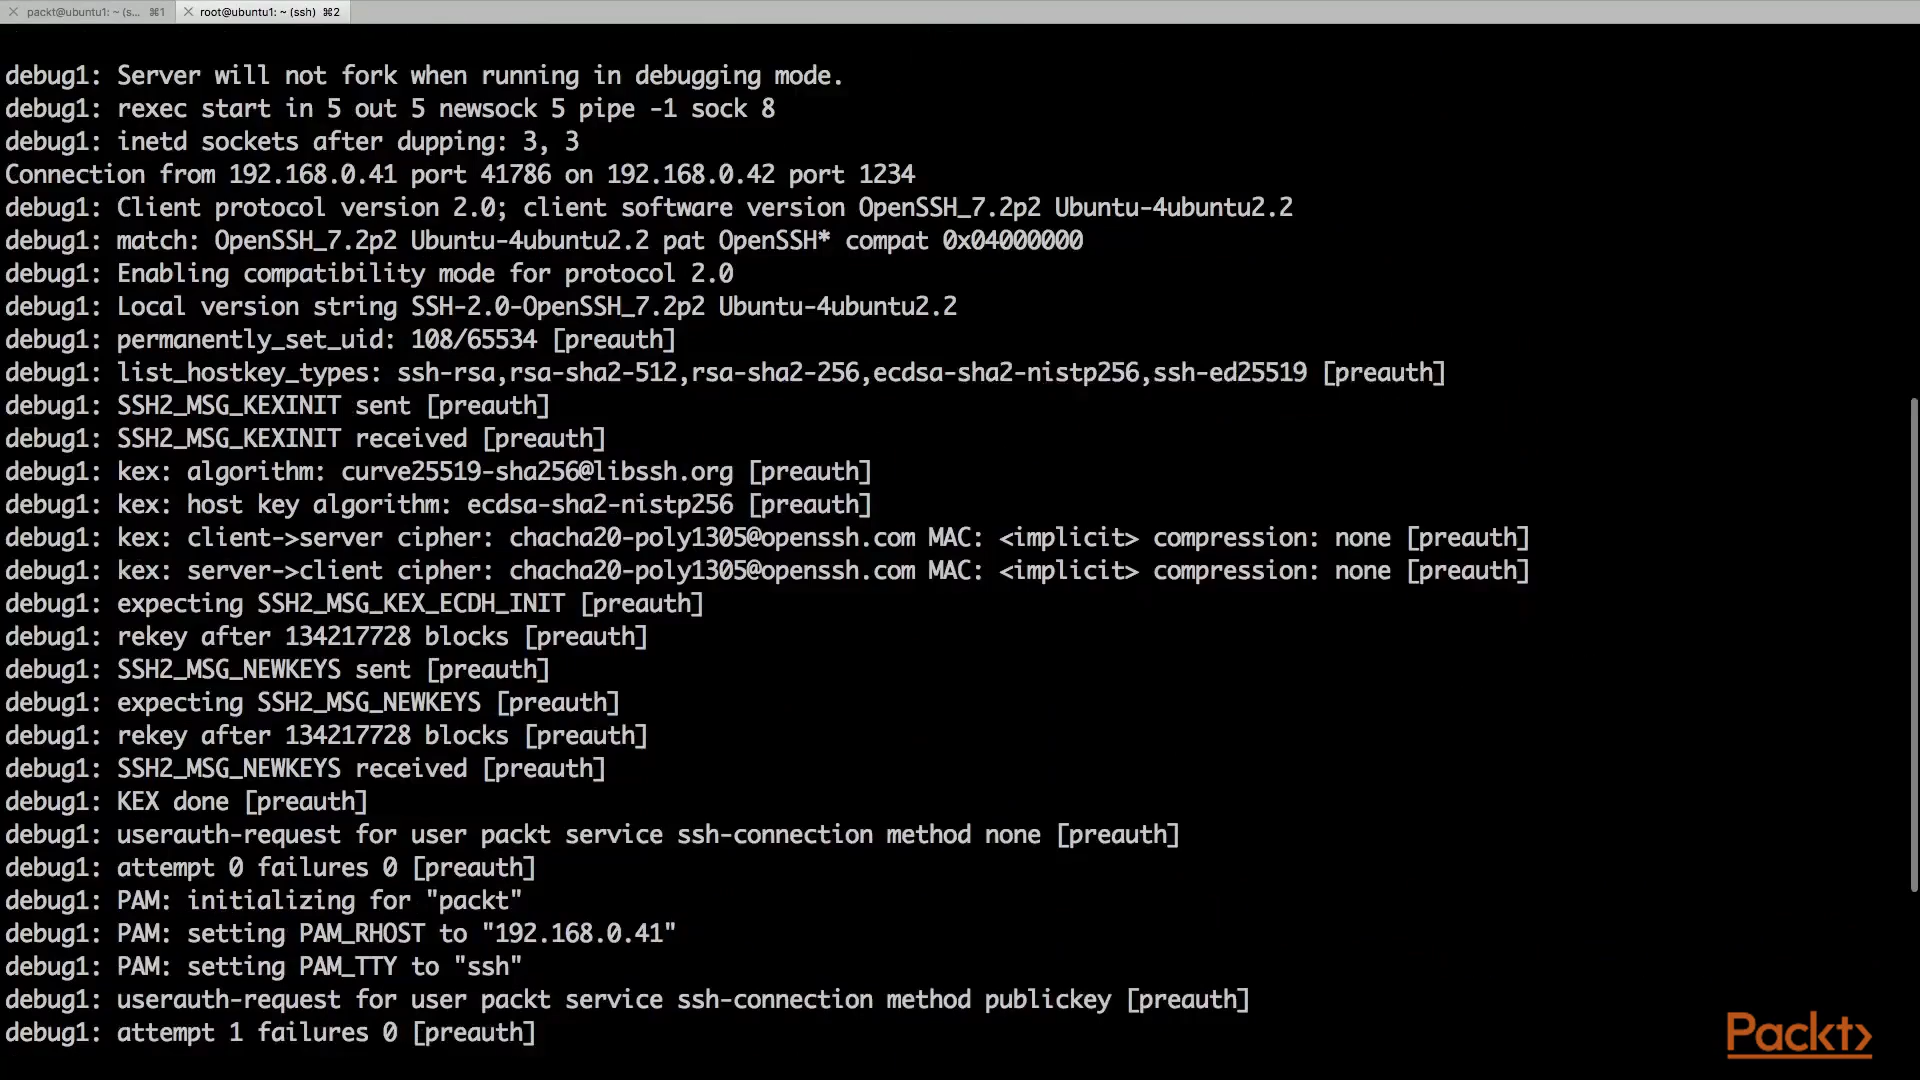 packt@ubuntu1: ~ (s... ⌘1
root@ubuntu1: ~ (ssh) ⌘2
debug1: Server will not fork when running in debugging mode.
debug1: rexec start in 5 out 5 newsock 5 pipe -1 sock 8
debug1: inetd sockets after dupping: 3, 3
Connection from 192.168.0.41 port 41786 on 192.168.0.42 port 1234
debug1: Client protocol version 2.0; client software version OpenSSH_7.2p2 Ubuntu-4ubuntu2.2
debug1: match: OpenSSH_7.2p2 Ubuntu-4ubuntu2.2 pat OpenSSH* compat 0x04000000
debug1: Enabling compatibility mode for protocol 2.0
debug1: Local version string SSH-2.0-OpenSSH_7.2p2 Ubuntu-4ubuntu2.2
debug1: permanently_set_uid: 108/65534 [preauth]
debug1: list_hostkey_types: ssh-rsa,rsa-sha2-512,rsa-sha2-256,ecdsa-sha2-nistp256,ssh-ed25519 [preauth]
debug1: SSH2_MSG_KEXINIT sent [preauth]
debug1: SSH2_MSG_KEXINIT received [preauth]
debug1: kex: algorithm: curve25519-sha256@libssh.org [preauth]
debug1: kex: host key algorithm: ecdsa-sha2-nistp256 [preauth]
debug1: kex: client->server cipher: chacha20-poly1305@openssh.com MAC: <implicit> compression: none [preauth]
debug1: kex: server->client cipher: chacha20-poly1305@openssh.com MAC: <implicit> compression: none [preauth]
debug1: expecting SSH2_MSG_KEX_ECDH_INIT [preauth]
debug1: rekey after 134217728 blocks [preauth]
debug1: SSH2_MSG_NEWKEYS sent [preauth]
debug1: expecting SSH2_MSG_NEWKEYS [preauth]
debug1: rekey after 134217728 blocks [preauth]
debug1: SSH2_MSG_NEWKEYS received [preauth]
debug1: KEX done [preauth]
debug1: userauth-request for user packt service ssh-connection method none [preauth]
debug1: attempt 0 failures 0 [preauth]
debug1: PAM: initializing for "packt"
debug1: PAM: setting PAM_RHOST to "192.168.0.41"
debug1: PAM: setting PAM_TTY to "ssh"
debug1: userauth-request for user packt service ssh-connection method publickey [preauth]
debug1: attempt 1 failures 0 [preauth]
Packt>